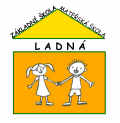 ZÁKLADNÍ ŠKOLA MATEŘSKÁ ŠKOLA
LADNÁ